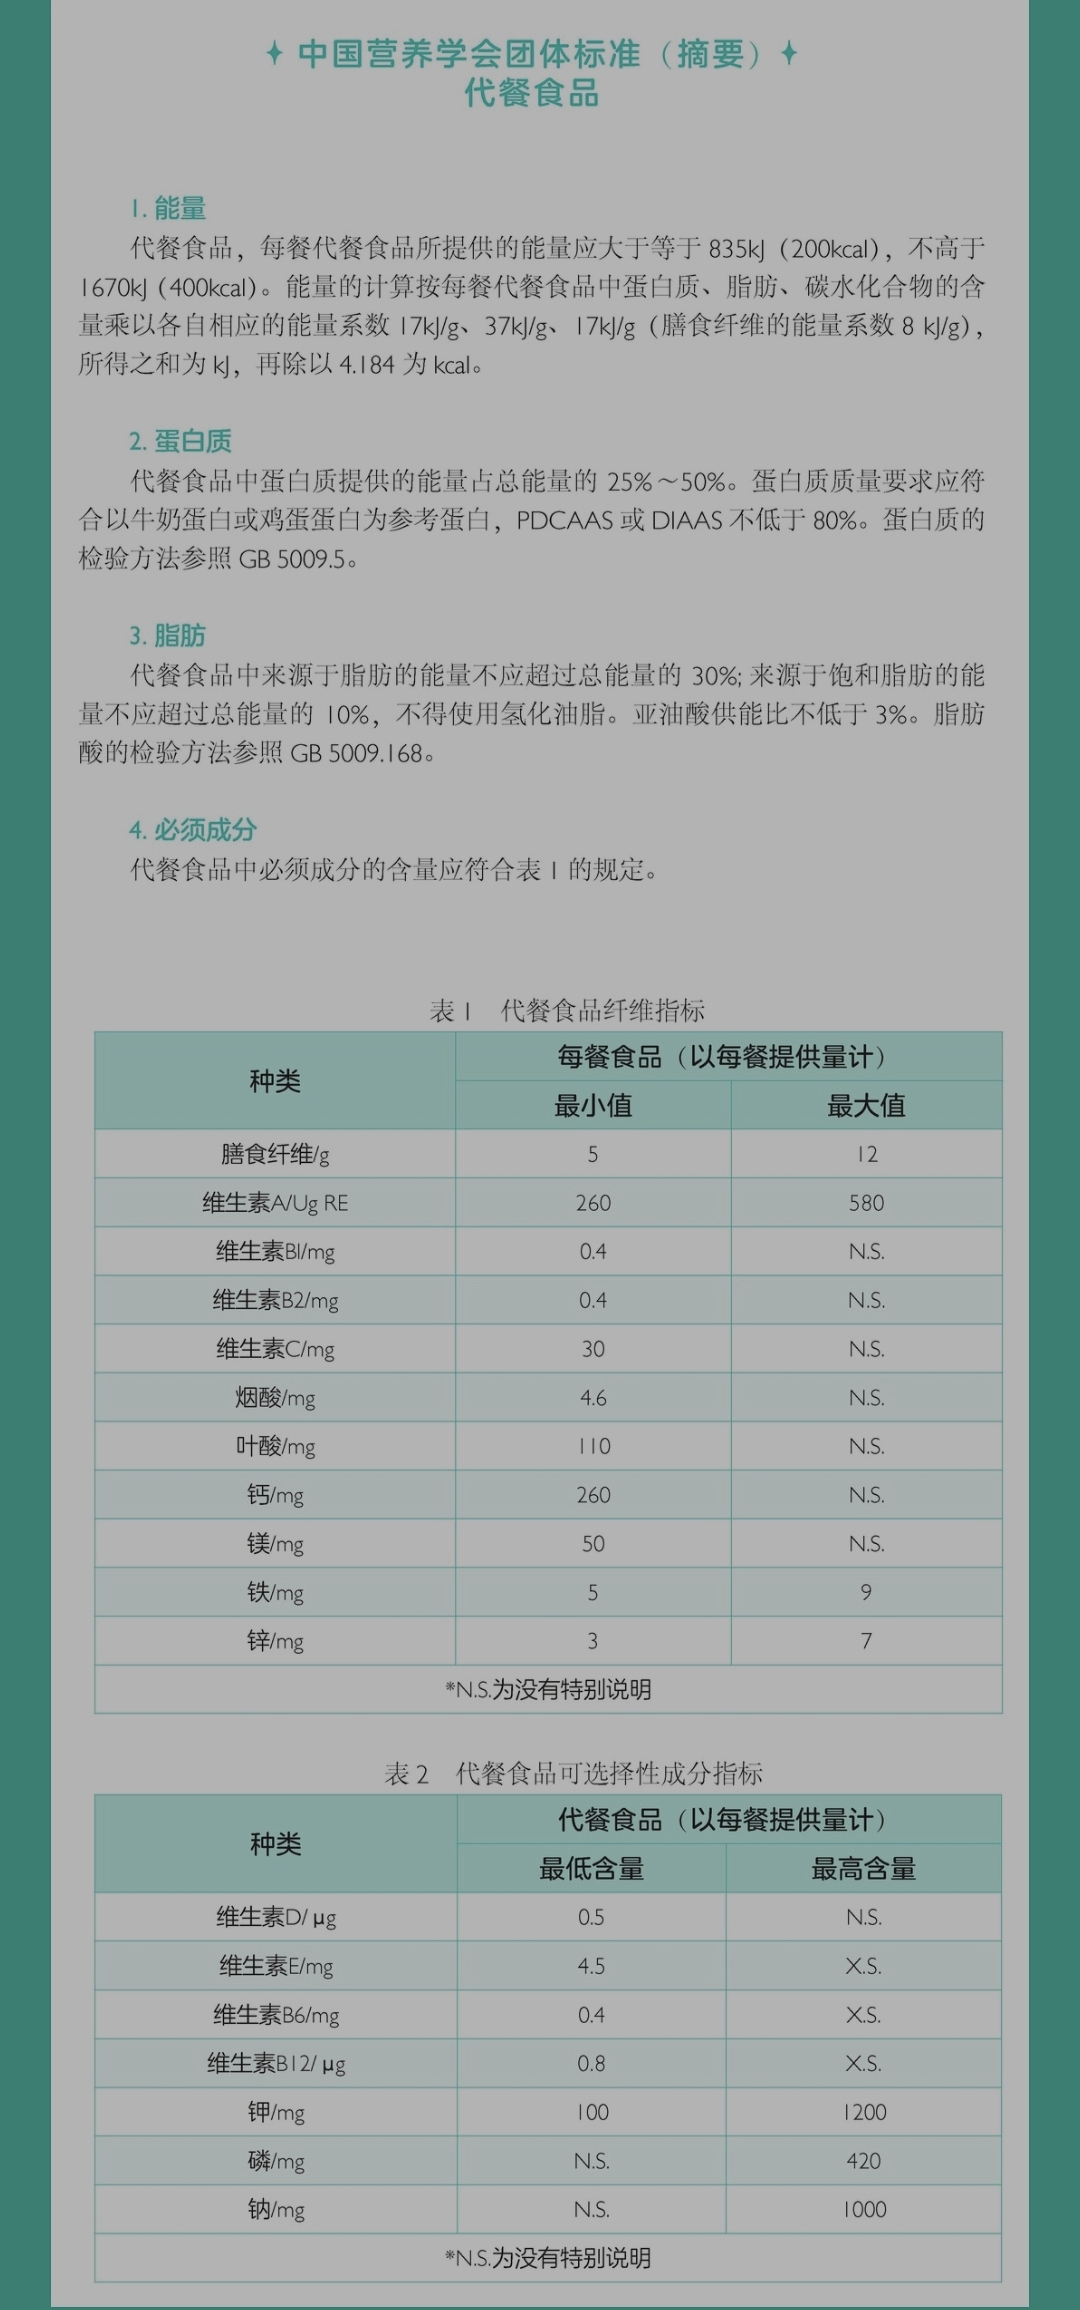 中国营养学会团体标准（摘要）
代餐食品
1. 能量
代餐食品，每餐代餐食品所提供的能量应大于等于 835kJ（200kcal），不高于
1670kJ（400kcal）。能量的计算按每餐代餐食品中蛋白质、脂肪、碳水化合物的含
量乘以各自相应的能量系数 17kJ/g、37kJ/g、17kJ/g（膳食纤维的能量系数 8 kJ/g），
所得之和为 kJ，再除以 4.184 为 kcal。
2. 蛋白质
代餐食品中蛋白质提供的能量占总能量的 25%～50%。蛋白质质量要求应符
合以牛奶蛋白或鸡蛋蛋白为参考蛋白，PDCAAS 或 DIAAS 不低于 80%。蛋白质的
检验方法参照 GB 5009.5。
3. 脂肪
代餐食品中来源于脂肪的能量不应超过总能量的 30%; 来源于饱和脂肪的能
量不应超过总能量的 10%，不得使用氢化油脂。亚油酸供能比不低于 3%。脂肪
酸的检验方法参照 GB 5009.168。
4. 必须成分
代餐食品中必须成分的含量应符合表 1 的规定。
表 1 代餐食品纤维指标
种类 每餐食品（以每餐提供量计）
最小值 最大值
膳食纤维/g 5 12
维生素A/Ug RE 260 580
维生素Bl/mg 0.4 N.S.
维生素B2/mg 0.4 N.S.
维生素C/mg 30 N.S.
烟酸/mg 4.6 N.S.
叶酸/mg 110 N.S.
钙/mg 260 N.S.
镁/mg 50 N.S.
铁/mg 5 9
锌/mg 3 7
*N.S.为没有特别说明
表 2 代餐食品可选择性成分指标
种类 代餐食品（以每餐提供量计）
最低含量 最高含量
维生素D/ μg 0.5 N.S.
维生素E/mg 4.5 X.S.
维生素B6/mg 0.4 X.S.
维生素B12/ μg 0.8 X.S.
钾/mg 100 1200
磷/mg N.S. 420
钠/mg N.S. 1000
*N.S.为没有特别说明